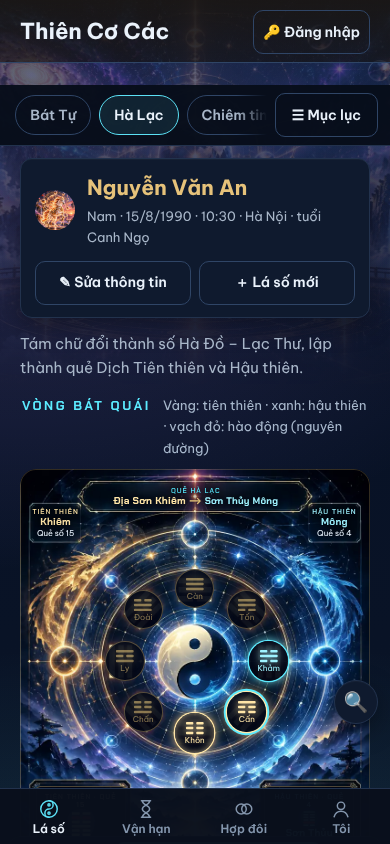 Thiên Cơ Các
🔑 Đăng nhập
Bát Tự
Hà Lạc
Chiêm tin
☰ Mục lục
Nguyễn Văn An
Nam · 15/8/1990 · 10:30 · Hà Nội · tuổi
Canh Ngọ
✎ Sửa thông tin
+ Lá số mới
Tám chữ đổi thành số Hà Đồ – Lạc Thư, lập
thành quẻ Dịch Tiên thiên và Hậu thiên.
VÒNG BÁT QUÁI
Vàng: tiên thiên · xanh: hậu thiên
· vạch đỏ: hào động (nguyên
đường)
QUẺ HÀ LẠC
Địa Sơn Khiêm → Sơn Thủy Mông
TIÊN THIÊN
Khiêm
Quẻ số 15
HẬU THIÊN
Mông
Quẻ số 4
Càn
Đoài
Tốn
Ly
Khảm
Chấn
Cấn
Khôn
Lá số
Vận hạn
Hợp đôi
Tôi